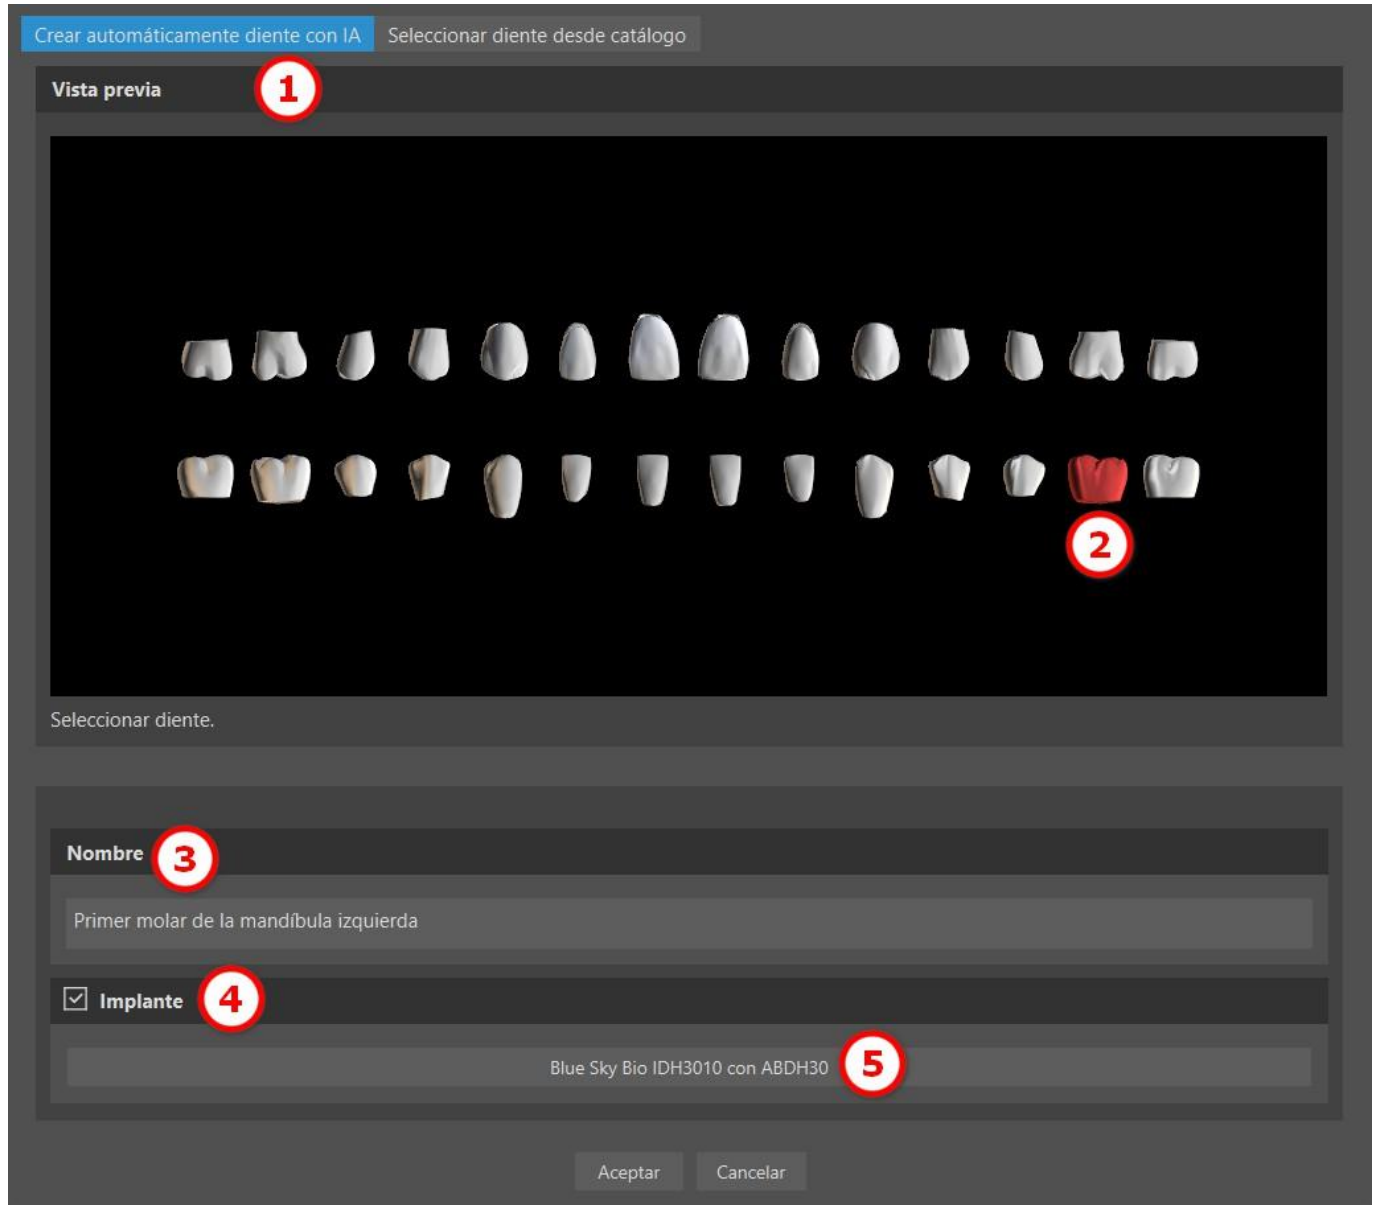 Crear automáticamente diente con IA Seleccionar diente desde catálogo
Vista previa 1
2
Seleccionar diente.
Nombre 3
Primer molar de la mandíbula izquierda
Implante 4
Blue Sky Bio IDH3010 con ABDH30 5
Aceptar Cancelar